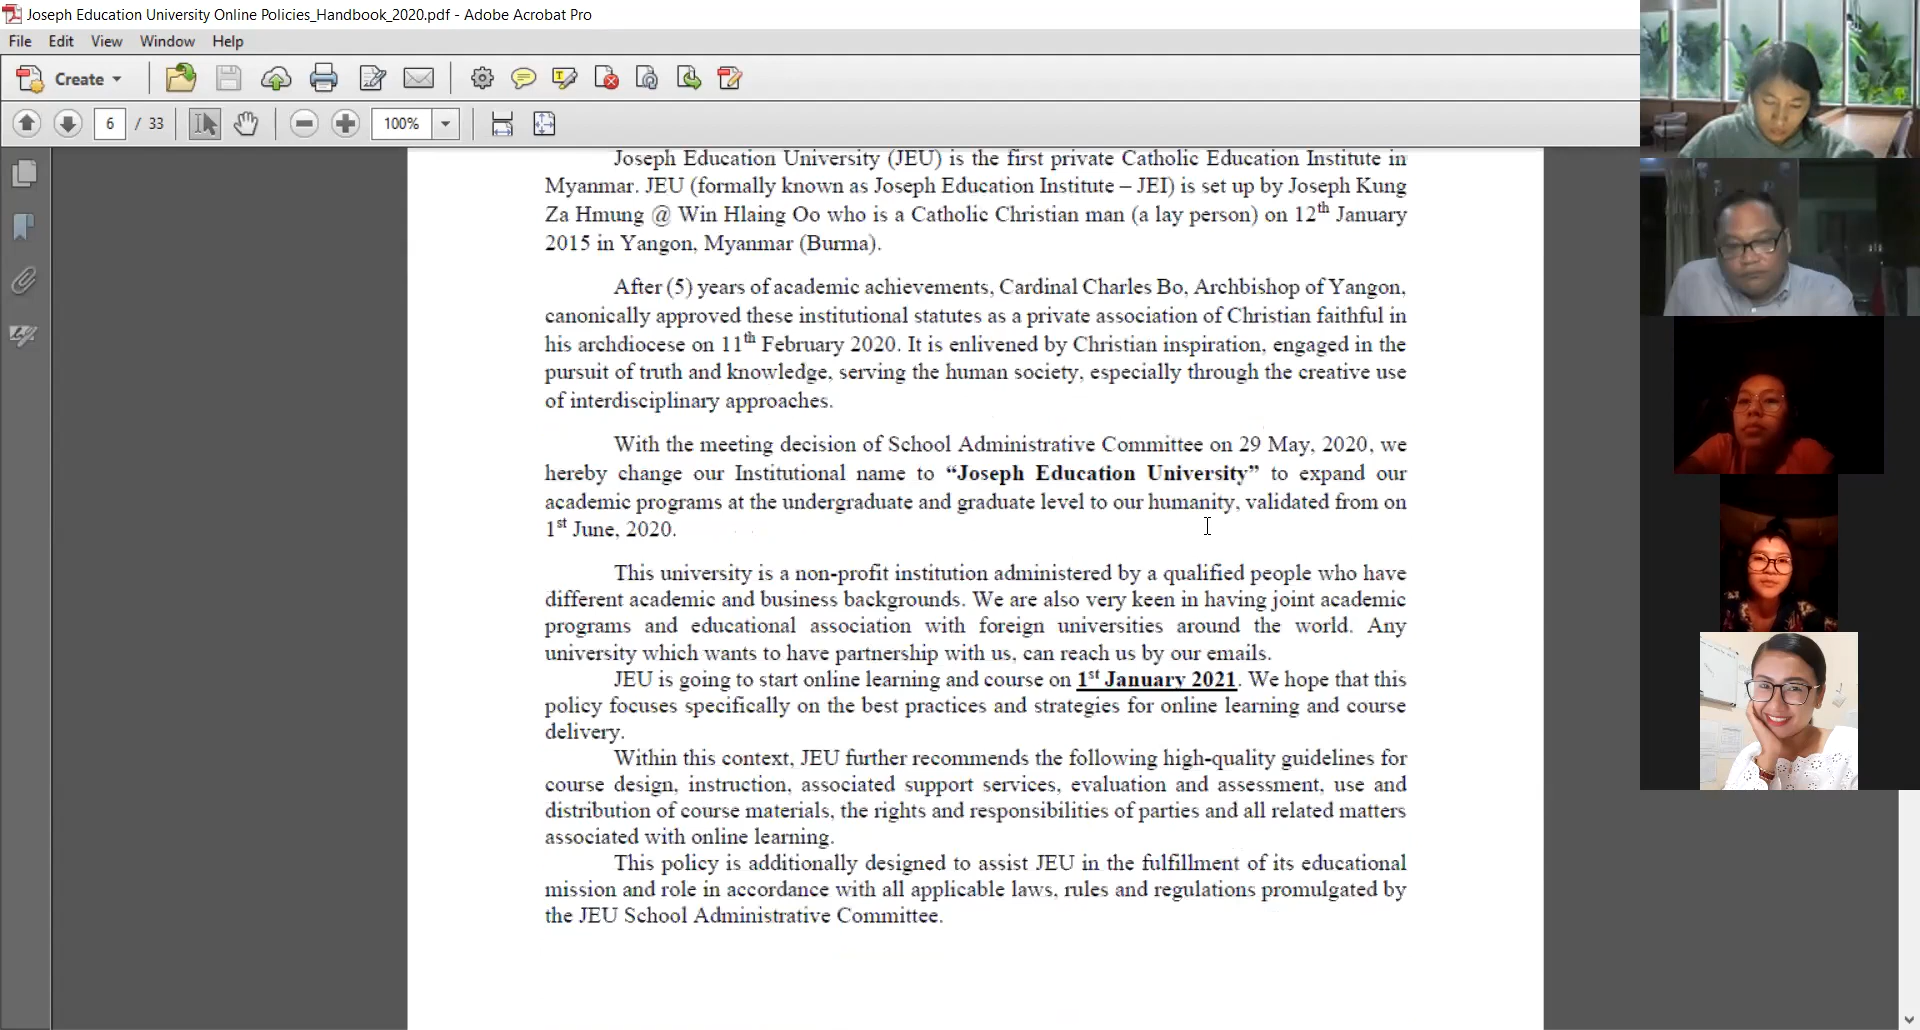 Joseph Education University Online Policies_Handbook_2020.pdf - Adobe Acrobat Pro
File Edit View Window Help
Create
6 / 33 100%
Joseph Education University (JEU) is the first private Catholic Education Institute in
Myanmar. JEU (formally known as Joseph Education Institute – JEI) is set up by Joseph Kung
Za Hmung @ Win Hlaing Oo who is a Catholic Christian man (a lay person) on 12th January
2015 in Yangon, Myanmar (Burma).
After (5) years of academic achievements, Cardinal Charles Bo, Archbishop of Yangon,
canonically approved these institutional statutes as a private association of Christian faithful in
his archdiocese on 11th February 2020. It is enlivened by Christian inspiration, engaged in the
pursuit of truth and knowledge, serving the human society, especially through the creative use
of interdisciplinary approaches.
With the meeting decision of School Administrative Committee on 29 May, 2020, we
hereby change our Institutional name to “Joseph Education University” to expand our
academic programs at the undergraduate and graduate level to our humanity, validated from on
1st June, 2020.
This university is a non-profit institution administered by a qualified people who have
different academic and business backgrounds. We are also very keen in having joint academic
programs and educational association with foreign universities around the world. Any
university which wants to have partnership with us, can reach us by our emails.
JEU is going to start online learning and course on 1st January 2021. We hope that this
policy focuses specifically on the best practices and strategies for online learning and course
delivery.
Within this context, JEU further recommends the following high-quality guidelines for
course design, instruction, associated support services, evaluation and assessment, use and
distribution of course materials, the rights and responsibilities of parties and all related matters
associated with online learning.
This policy is additionally designed to assist JEU in the fulfillment of its educational
mission and role in accordance with all applicable laws, rules and regulations promulgated by
the JEU School Administrative Committee.